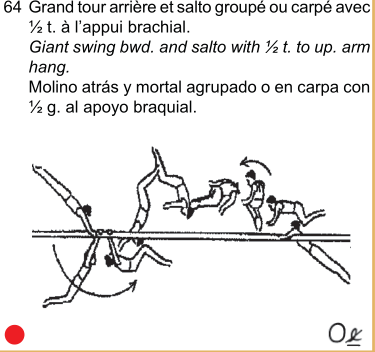 64 Grand tour arrière et salto groupé ou carpé avec
½ t. à l'appui brachial.
Giant swing bwd. and salto with ½ t. to up. arm
hang.
Molino atrás y mortal agrupado o en carpa con
½ g. al apoyo braquial.